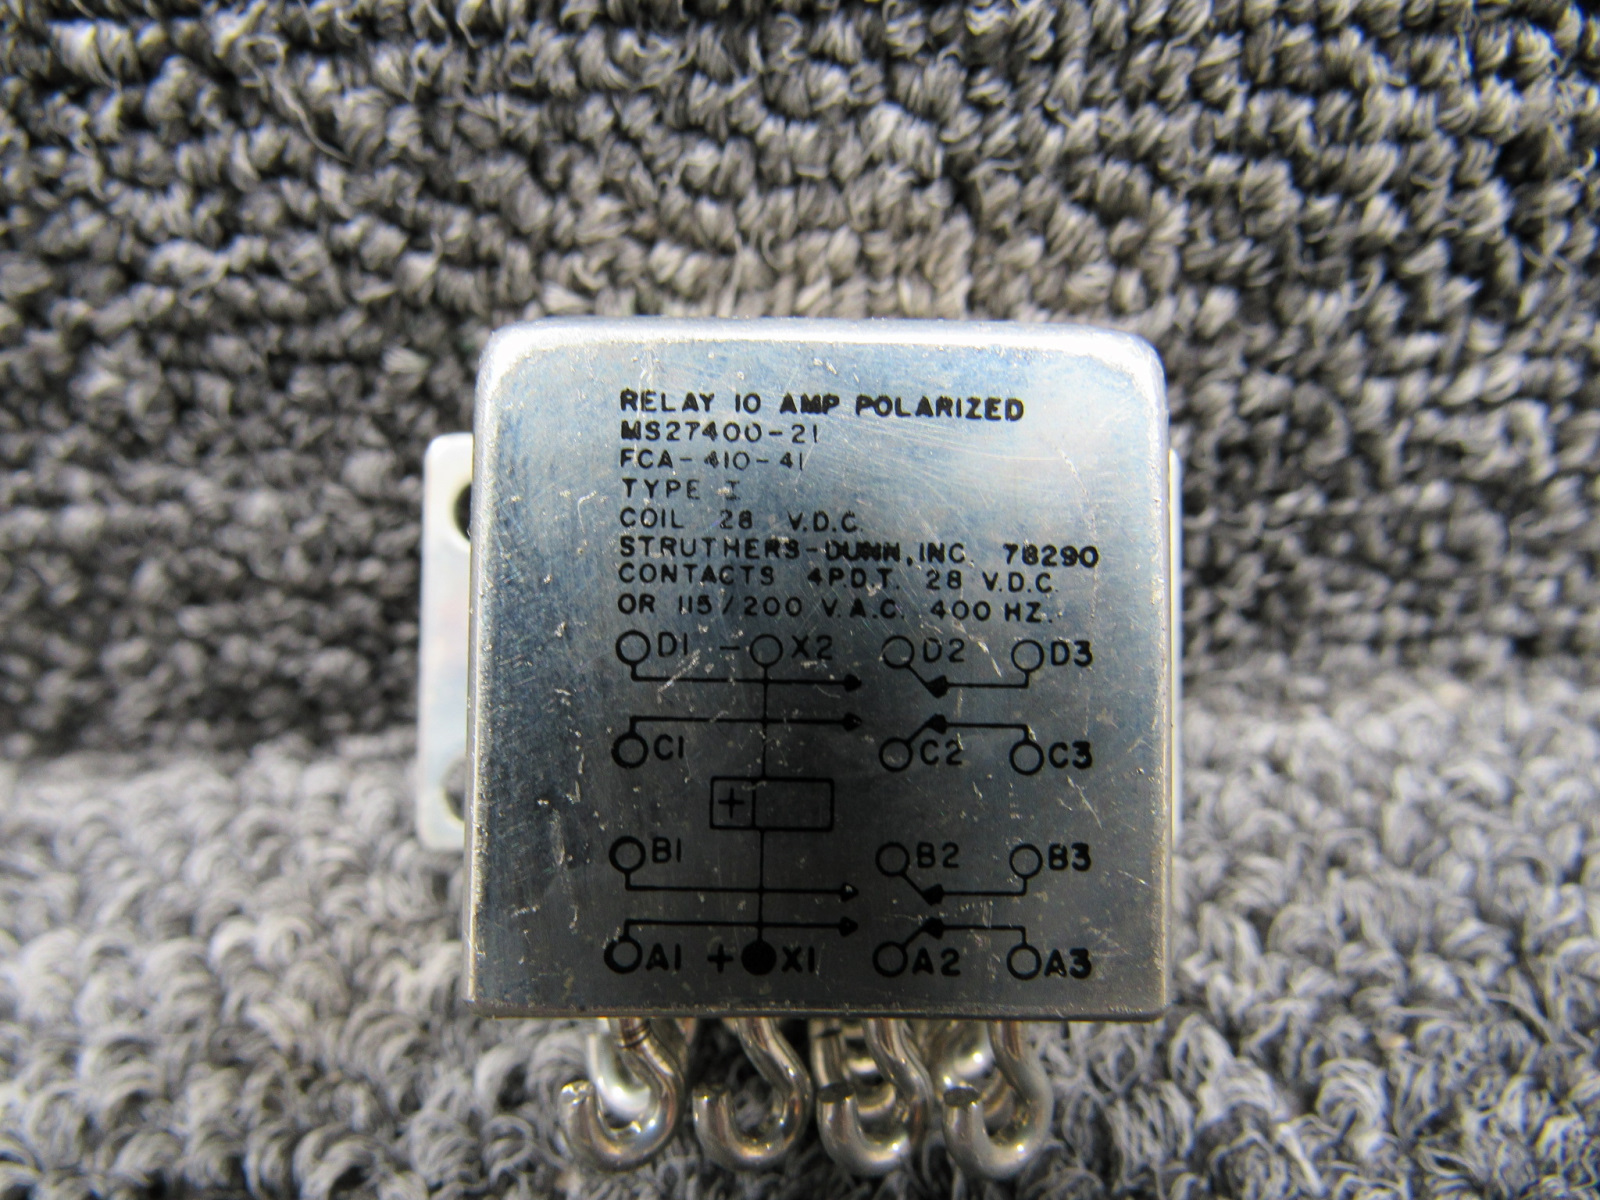 RELAY 10 AMP POLARIZED
MS27400-21
FCA-410-41
TYPE I
COIL 28 V.D.C.
STRUTHERS-DUNN, INC. 78290
CONTACTS 4P.D.T. 28 V.D.C.
OR 115/200 V.A.C. 400 HZ.
D1 - X2 D2 D3
C1 C2 C3
+
B1 B2 B3
A1 + X1 A2 A3